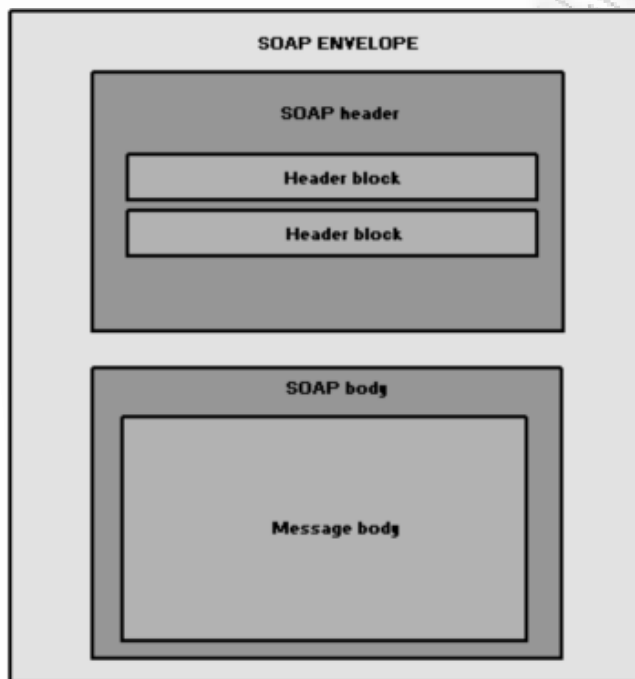 SOAP ENVELOPE
SOAP header
Header block
Header block
SOAP body
Message body